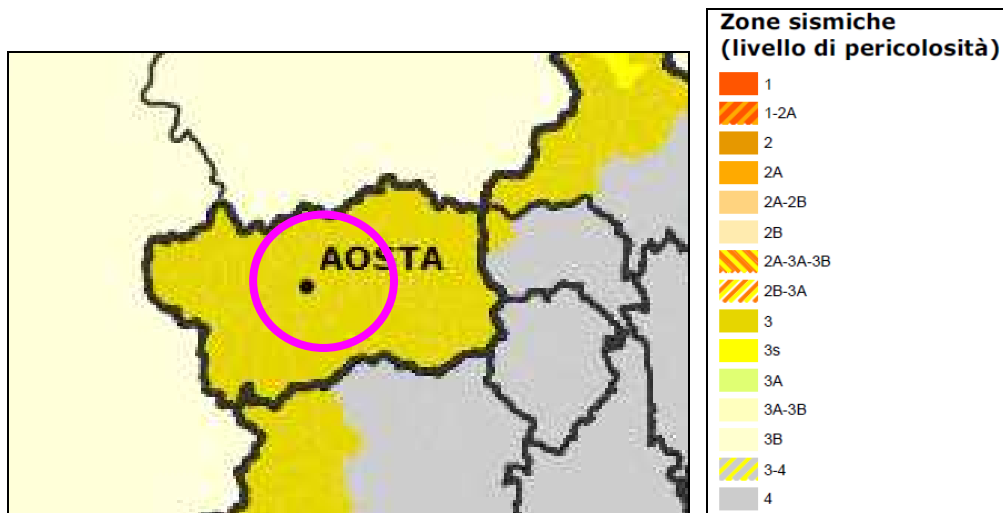 AOSTA
Zone sismiche
(livello di pericolosità)
1
1-2A
2
2A
2A-2B
2B
2A-3A-3B
2B-3A
3
3s
3A
3A-3B
3B
3-4
4